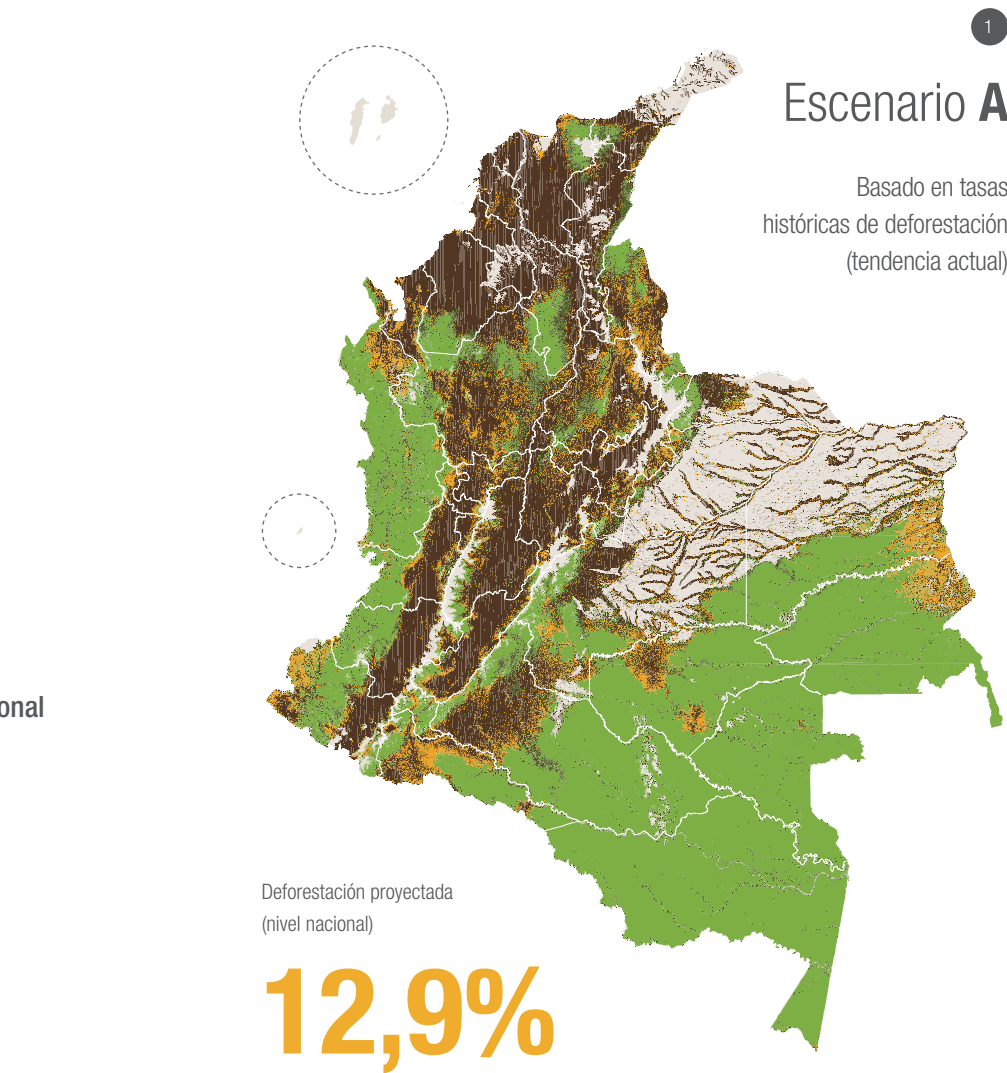 1
Escenario A
Basado en tasas
históricas de deforestación
(tendencia actual)
onal
Deforestación proyectada
(nivel nacional)
12,9%